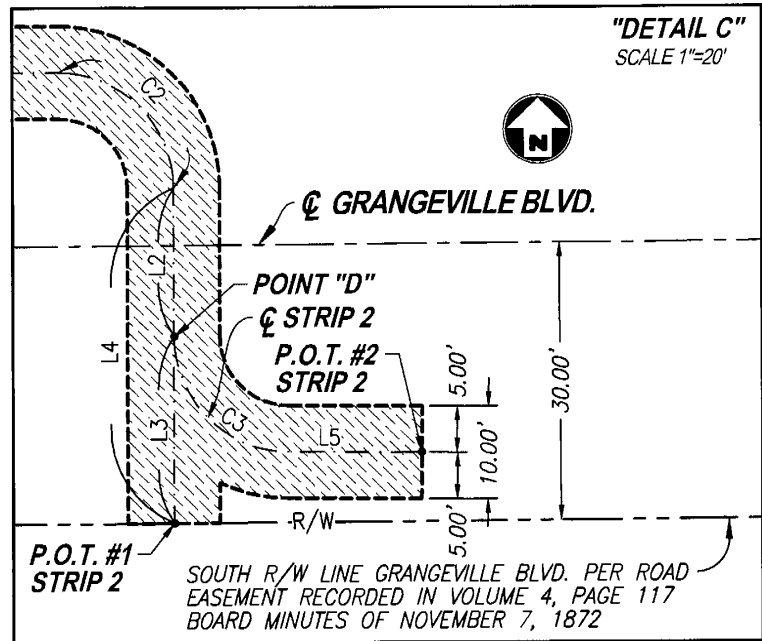 "DETAIL C"
SCALE 1"=20'
C2
N
℄ GRANGEVILLE BLVD.
L2
POINT "D"
℄ STRIP 2
P.O.T. #2
STRIP 2
L4
L3
C3
L5
5.00'
10.00'
5.00'
30.00'
R/W
P.O.T. #1
STRIP 2
SOUTH R/W LINE GRANGEVILLE BLVD. PER ROAD
EASEMENT RECORDED IN VOLUME 4, PAGE 117
BOARD MINUTES OF NOVEMBER 7, 1872